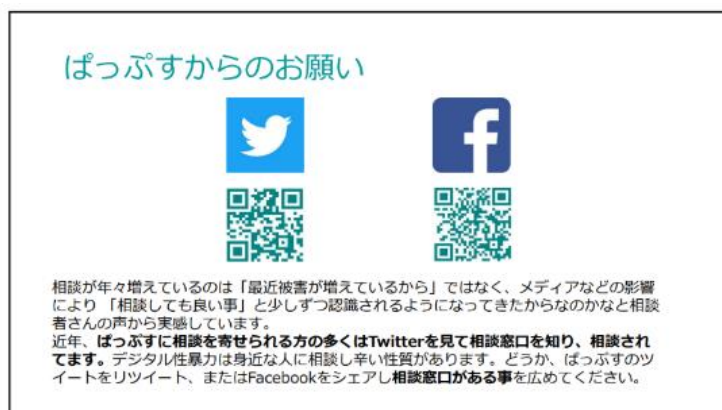 ぱっぷすからのお願い
相談が年々増えているのは「最近被害が増えているから」ではなく、メディアなどの影響
により 「相談しても良い事」と少しずつ認識されるようになってきたからなのかなと相談
者さんの声から実感しています。
近年、ぱっぷすに相談を寄せられる方の多くはTwitterを見て相談窓口を知り、相談され
てます。デジタル性暴力は身近な人に相談し辛い性質があります。どうか、ぱっぷすのツ
イートをリツイート、またはFacebookをシェアし相談窓口がある事を広めてください。